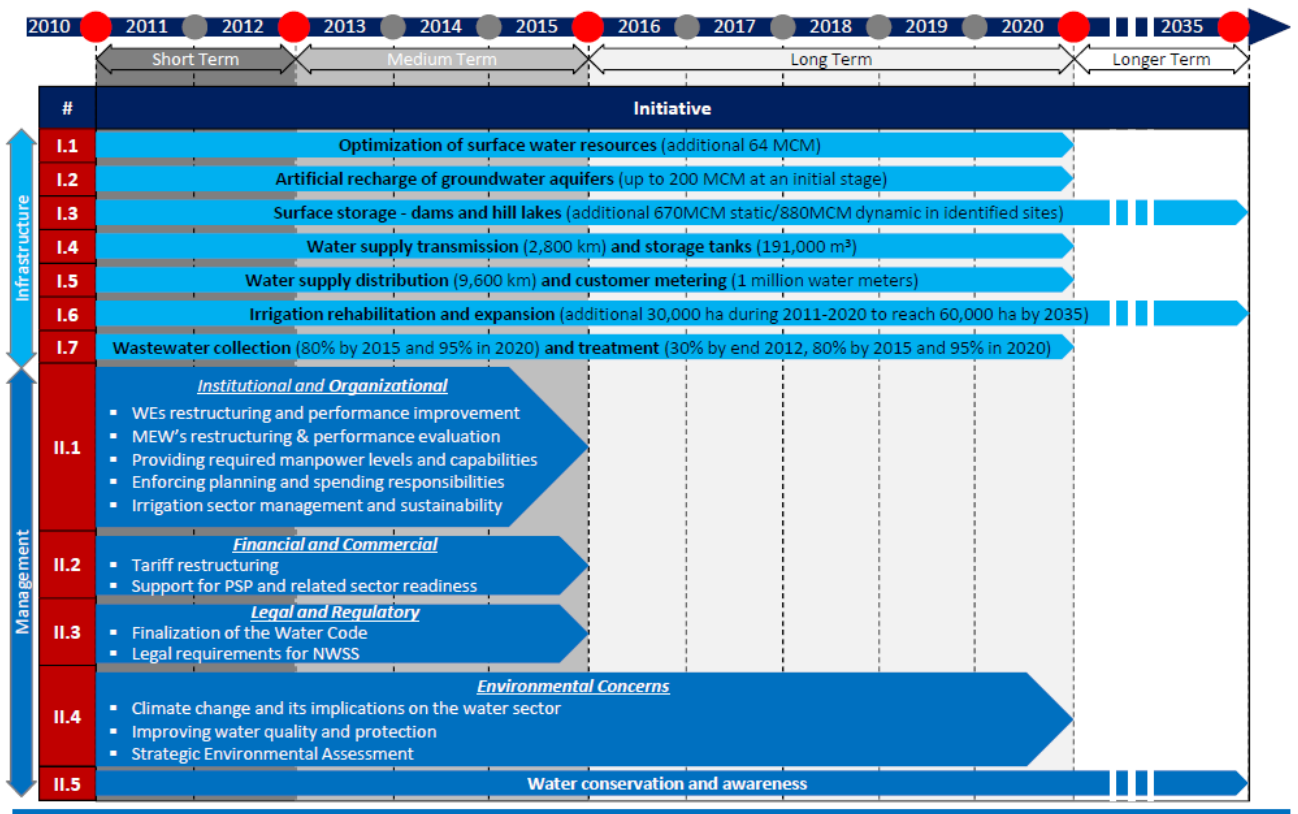 2010 2011 2012 2013 2014 2015 2016 2017 2018 2019 2020 2035
Short Term Medium Term Long Term Longer Term
# Initiative
Infrastructure
I.1 Optimization of surface water resources (additional 64 MCM)
I.2 Artificial recharge of groundwater aquifers (up to 200 MCM at an initial stage)
I.3 Surface storage - dams and hill lakes (additional 670MCM static/880MCM dynamic in identified sites)
I.4 Water supply transmission (2,800 km) and storage tanks (191,000 m³)
I.5 Water supply distribution (9,600 km) and customer metering (1 million water meters)
I.6 Irrigation rehabilitation and expansion (additional 30,000 ha during 2011-2020 to reach 60,000 ha by 2035)
I.7 Wastewater collection (80% by 2015 and 95% in 2020) and treatment (30% by end 2012, 80% by 2015 and 95% in 2020)
Management
II.1
Institutional and Organizational
▪ WEs restructuring and performance improvement
▪ MEW's restructuring & performance evaluation
▪ Providing required manpower levels and capabilities
▪ Enforcing planning and spending responsibilities
▪ Irrigation sector management and sustainability
II.2
Financial and Commercial
▪ Tariff restructuring
▪ Support for PSP and related sector readiness
II.3
Legal and Regulatory
▪ Finalization of the Water Code
▪ Legal requirements for NWSS
II.4
Environmental Concerns
▪ Climate change and its implications on the water sector
▪ Improving water quality and protection
▪ Strategic Environmental Assessment
II.5 Water conservation and awareness